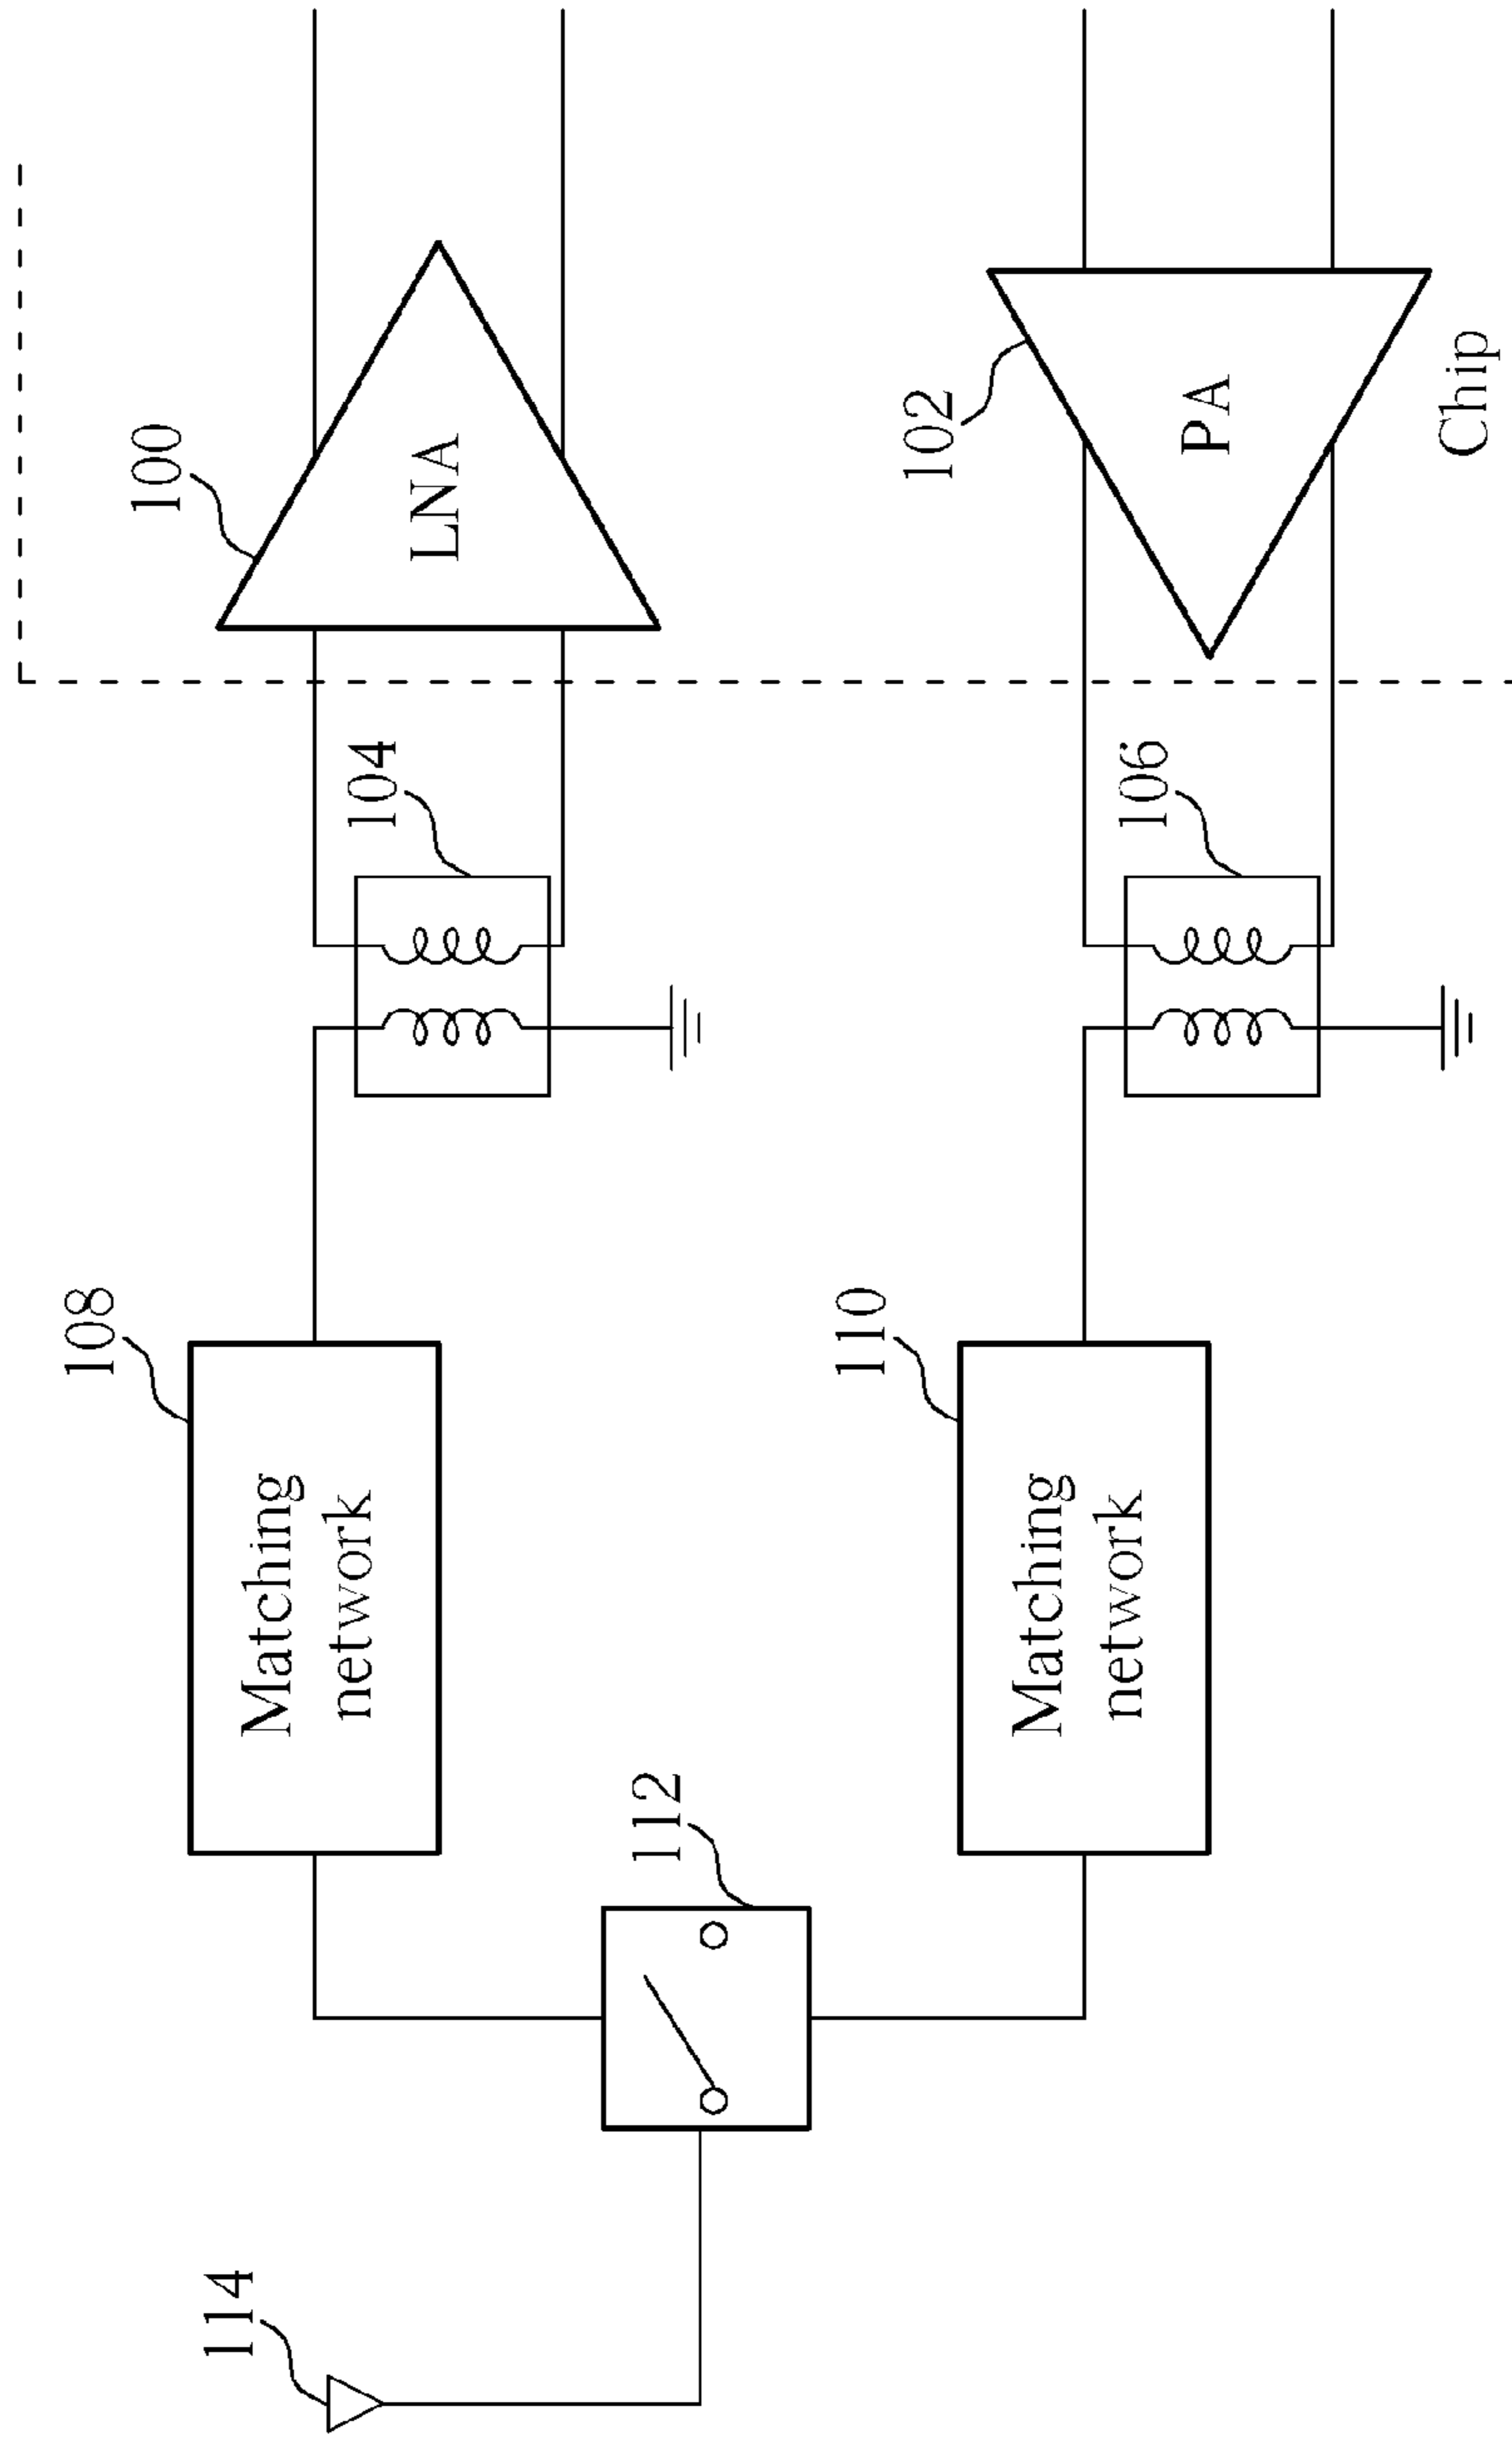 114
112
108
Matching
network
110
Matching
network
104
106
100
LNA
102
PA
Chip